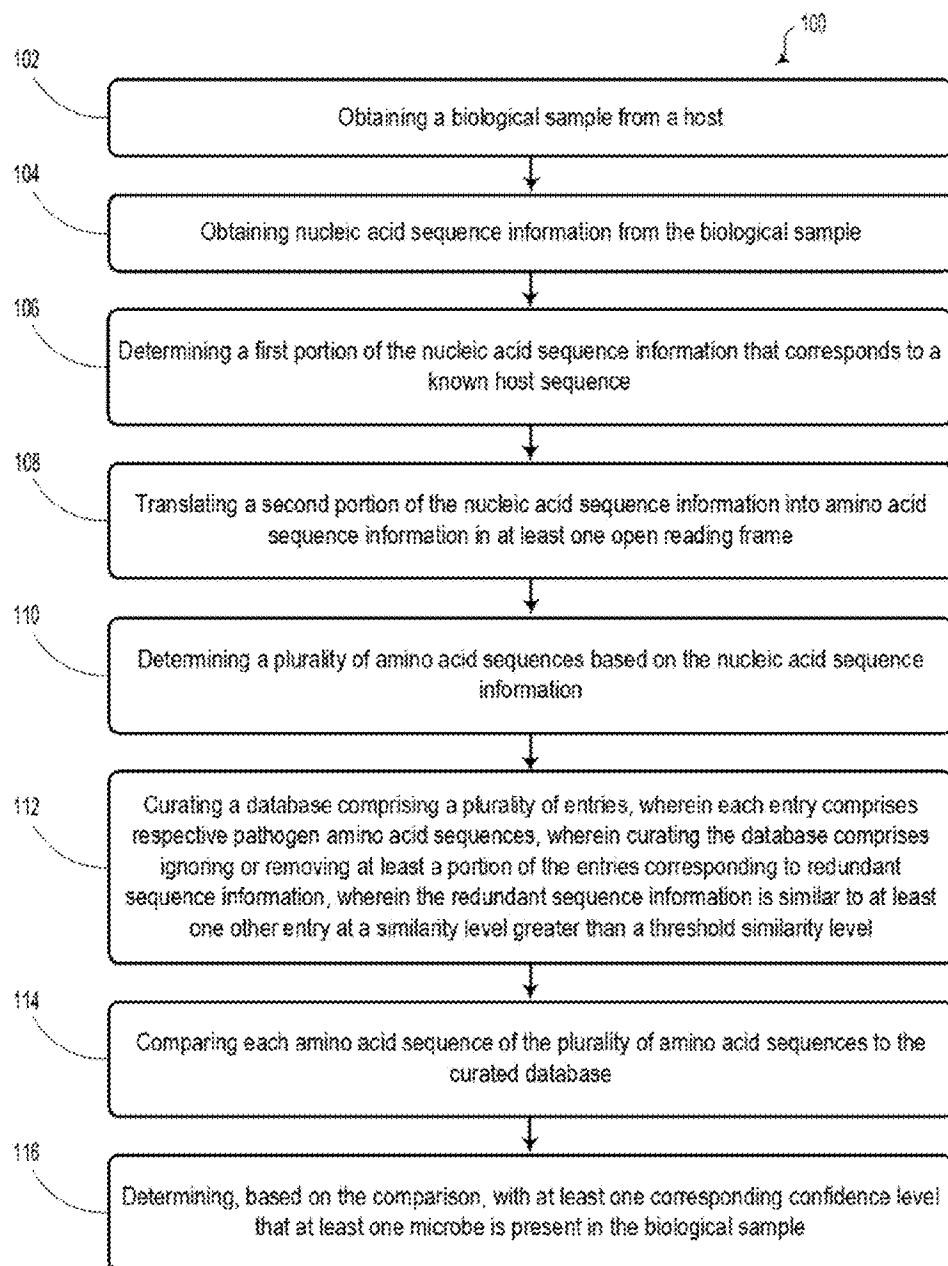 100
102
Obtaining a biological sample from a host
104
Obtaining nucleic acid sequence information from the biological sample
106
Determining a first portion of the nucleic acid sequence information that corresponds to a
known host sequence
108
Translating a second portion of the nucleic acid sequence information into amino acid
sequence information in at least one open reading frame
110
Determining a plurality of amino acid sequences based on the nucleic acid sequence
information
112
Curating a database comprising a plurality of entries, wherein each entry comprises
respective pathogen amino acid sequences, wherein curating the database comprises
ignoring or removing at least a portion of the entries corresponding to redundant
sequence information, wherein the redundant sequence information is similar to at least
one other entry at a similarity level greater than a threshold similarity level
114
Comparing each amino acid sequence of the plurality of amino acid sequences to the
curated database
116
Determining, based on the comparison, with at least one corresponding confidence level
that at least one microbe is present in the biological sample